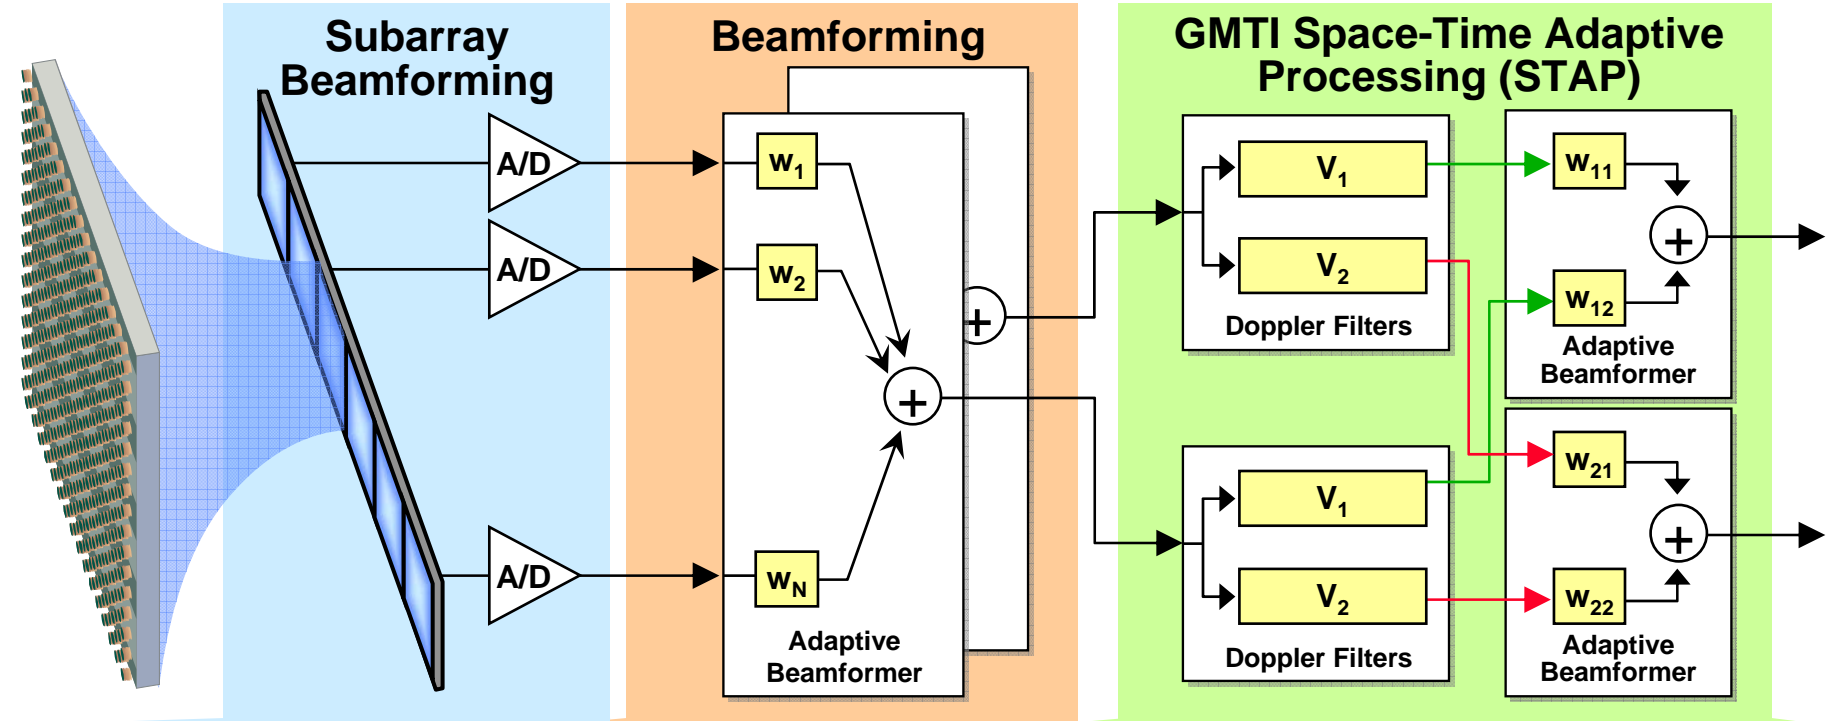 Subarray
Beamforming
A/D
A/D
A/D
Beamforming
w1
w2
wN
+
+
Adaptive
Beamformer
GMTI Space-Time Adaptive
Processing (STAP)
V1
V2
Doppler Filters
V1
V2
Doppler Filters
w11
w12
+
Adaptive
Beamformer
w21
w22
+
Adaptive
Beamformer